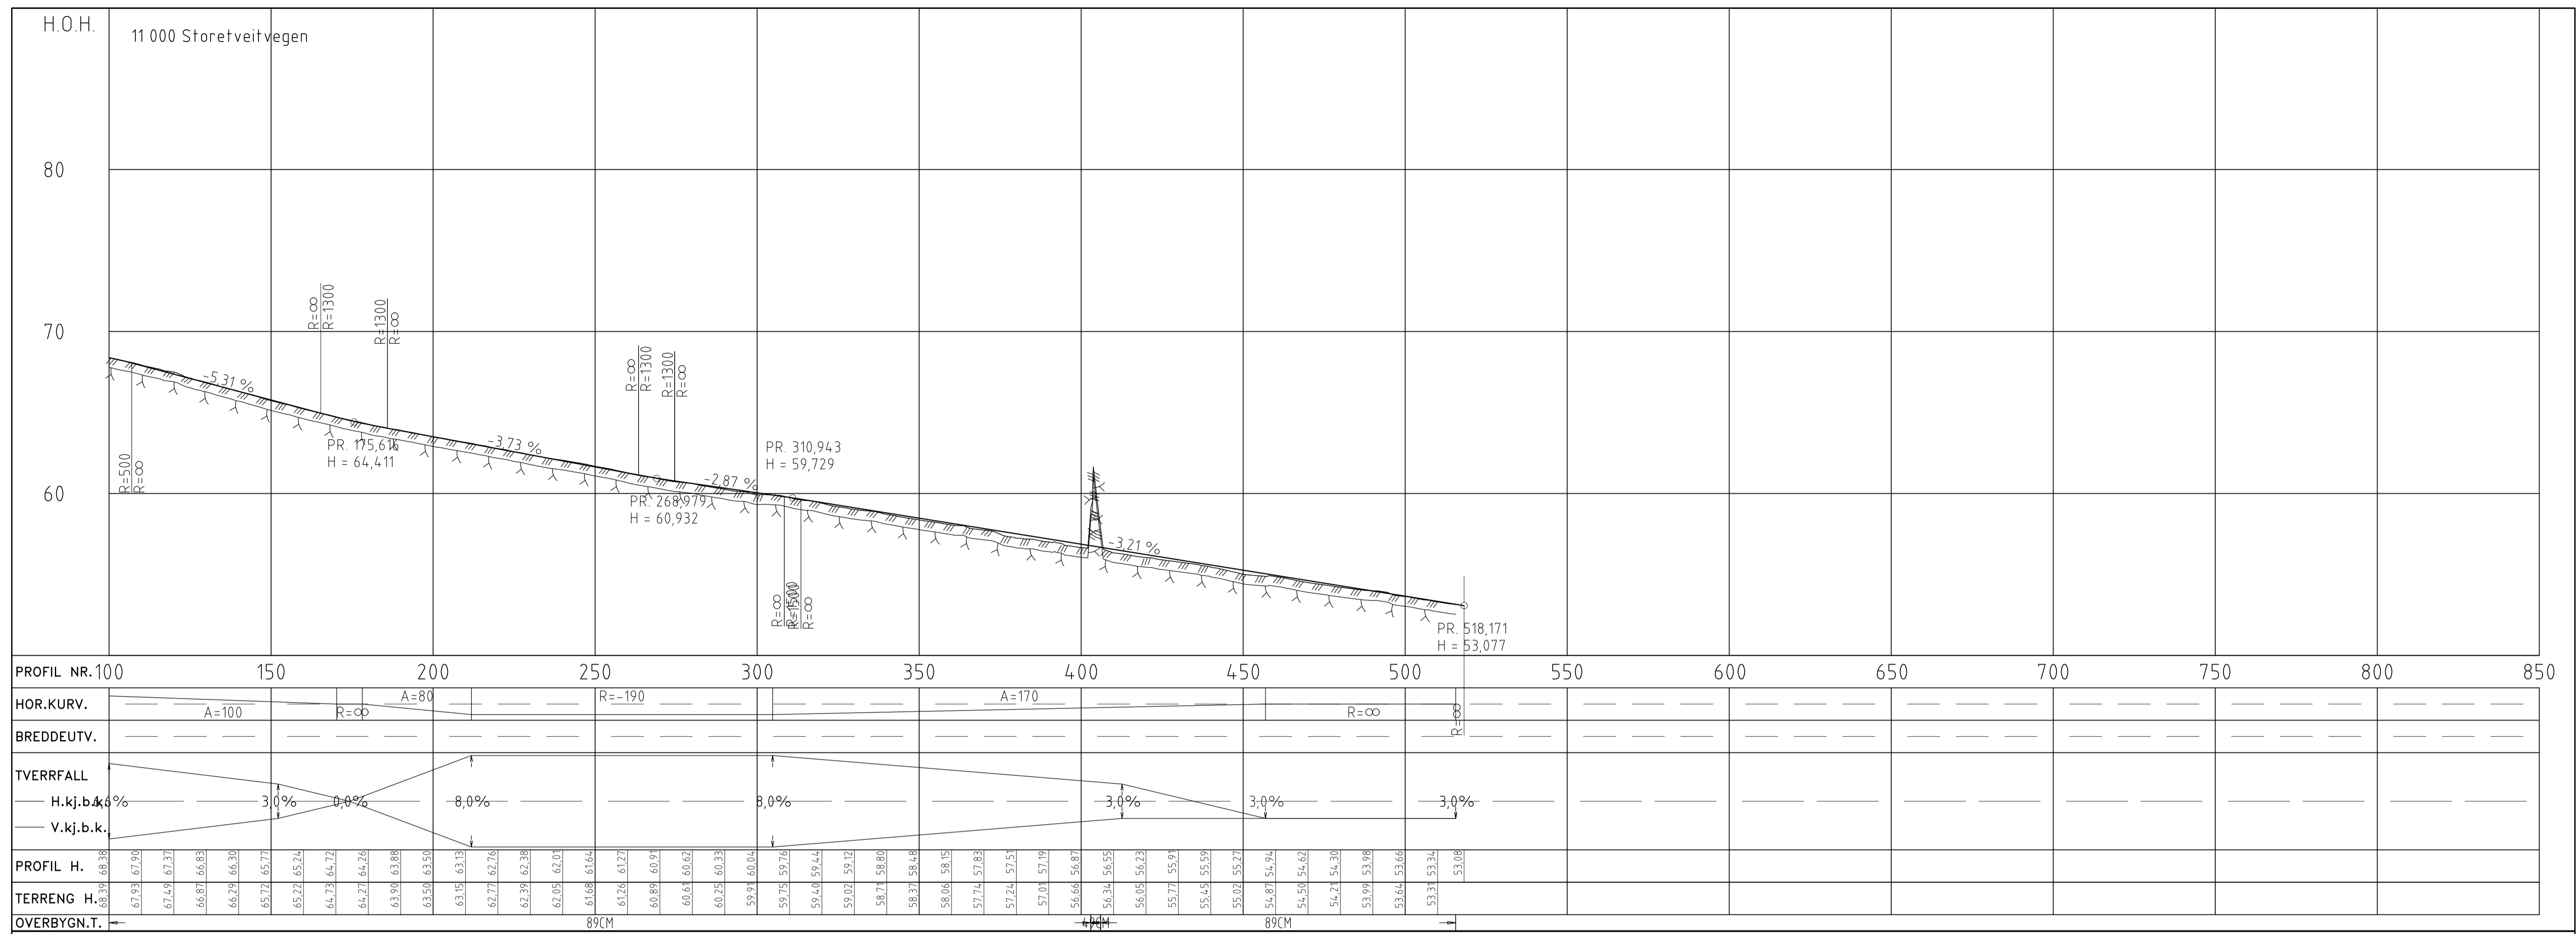 H.O.H.
11 000 Storetveitvegen
80
70
60
R=∞
R=1300
R=1300
R=∞
R=∞
R=1300
R=1300
R=∞
-5,31 %
-3,73 %
-2,87 %
-3,21 %
PR. 175,616
H = 64,411
PR. 268,979
H = 60,932
PR. 310,943
H = 59,729
PR. 518,171
H = 53,077
R=500
R=∞
R=∞
R=1500
R=∞
PROFIL NR. 100 150 200 250 300 350 400 450 500 550 600 650 700 750 800 850
HOR.KURV. A=100 R=∞ A=80 R=-190 A=170 R=∞ R=∞
BREDDEUTV.
TVERRFALL
H.kj.b.k. 3,0% 0,0% 8,0% 8,0% 3,0% 3,0% 3,0%
V.kj.b.k.
PROFIL H. 68,38 67,90 67,37 66,83 66,30 65,77 65,24 64,72 64,26 63,88 63,50 63,13 62,76 62,38 62,01 61,64 61,27 60,91 60,62 60,33 60,04 59,76 59,44 59,12 58,80 58,48 58,15 57,83 57,51 57,19 56,87 56,55 56,23 55,91 55,59 55,27 54,94 54,62 54,30 53,98 53,66 53,34 53,08
TERRENG H. 68,39 67,93 67,49 66,87 66,29 65,72 65,22 64,73 64,27 63,90 63,50 63,15 62,77 62,39 62,05 61,68 61,26 60,89 60,61 60,25 59,91 59,75 59,40 59,02 58,71 58,37 58,06 57,74 57,24 57,01 56,66 56,34 56,05 55,77 55,45 55,02 54,87 54,50 54,21 53,99 53,64 53,31
OVERBYGN.T. 89CM 89CM